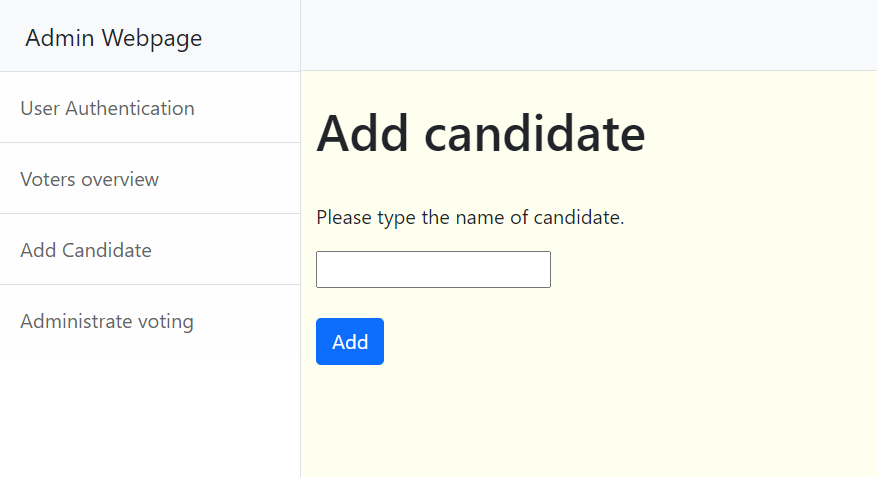 Admin Webpage
User Authentication
Voters overview
Add Candidate
Administrate voting
Add candidate
Please type the name of candidate.
Add